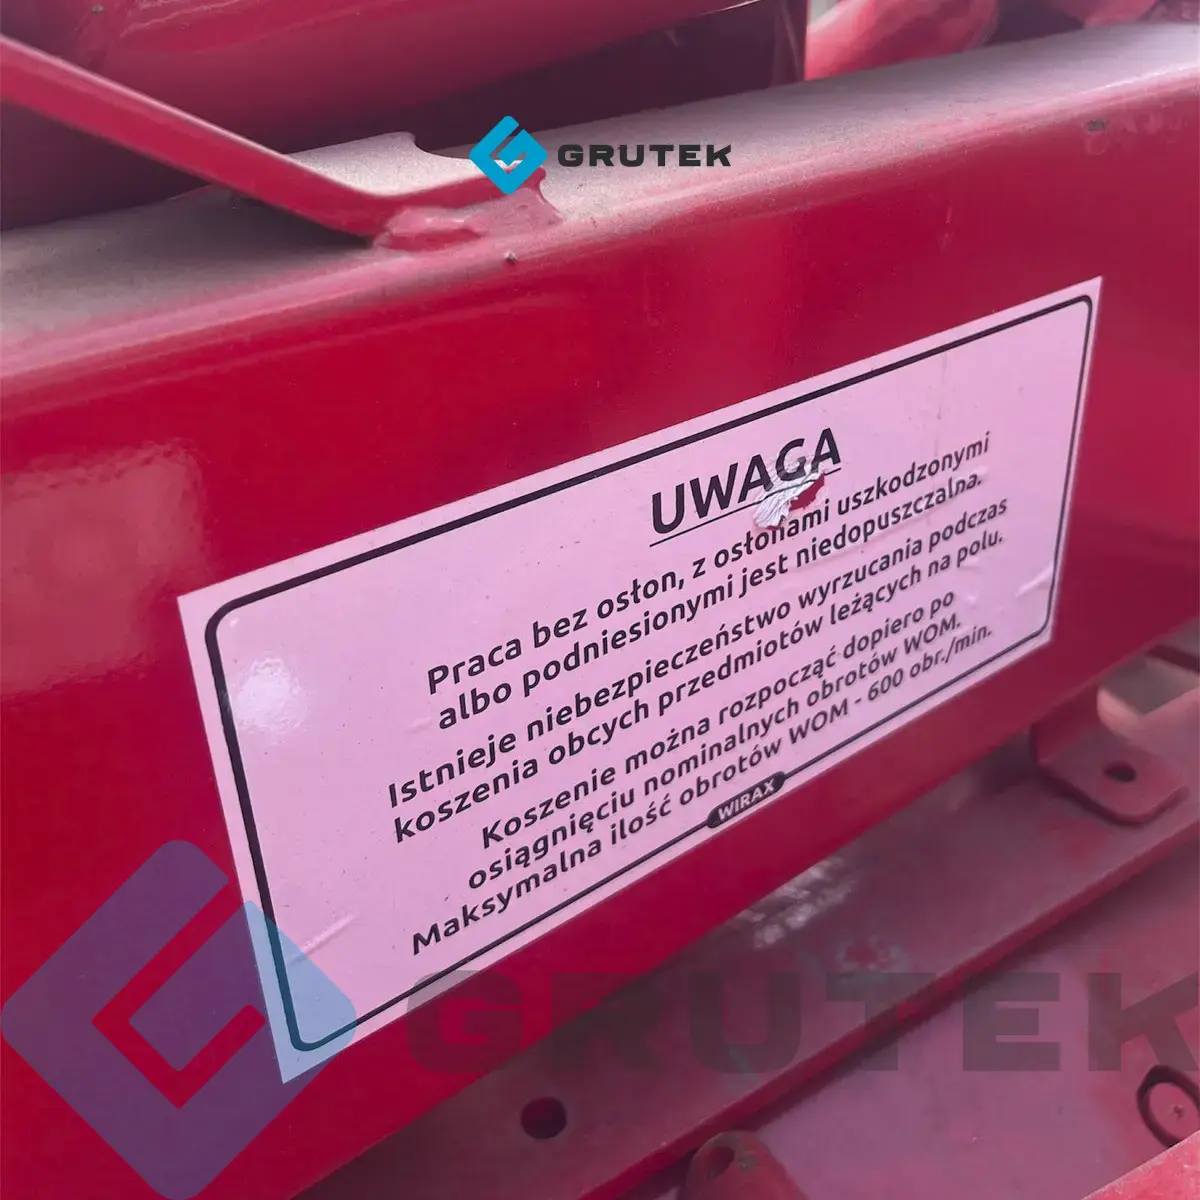 GRUTEK
UWAGA
Praca bez osłon, z osłonami uszkodzonymi
albo podniesionymi jest niedopuszczalna.
Istnieje niebezpieczeństwo wyrzucania podczas
koszenia obcych przedmiotów leżących na polu.
Koszenie można rozpocząć dopiero po
osiągnięciu nominalnych obrotów WOM.
Maksymalna ilość obrotów WOM - 600 obr./min.
WIRAX
GRUTEK